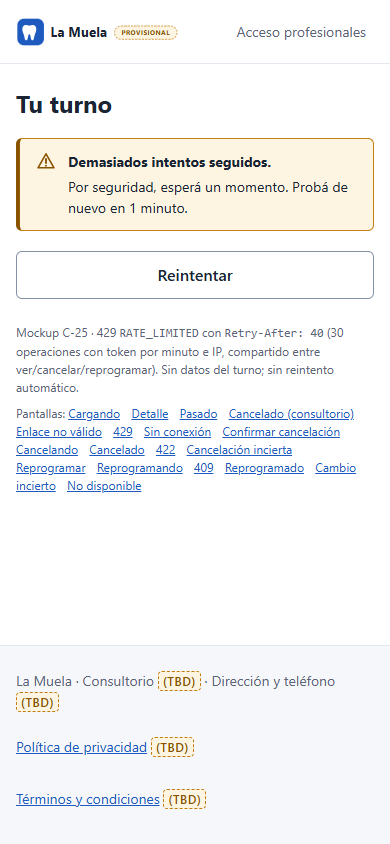 La Muela PROVISIONAL Acceso profesionales
Tu turno
Demasiados intentos seguidos.
Por seguridad, esperá un momento. Probá de
nuevo en 1 minuto.
Reintentar
Mockup C-25 · 429 RATE_LIMITED con Retry-After: 40 (30
operaciones con token por minuto e IP, compartido entre
ver/cancelar/reprogramar). Sin datos del turno; sin reintento
automático.
Pantallas: Cargando Detalle Pasado Cancelado (consultorio)
Enlace no válido 429 Sin conexión Confirmar cancelación
Cancelando Cancelado 422 Cancelación incierta
Reprogramar Reprogramando 409 Reprogramado Cambio
incierto No disponible
La Muela · Consultorio (TBD) · Dirección y teléfono
(TBD)
Política de privacidad (TBD)
Términos y condiciones (TBD)